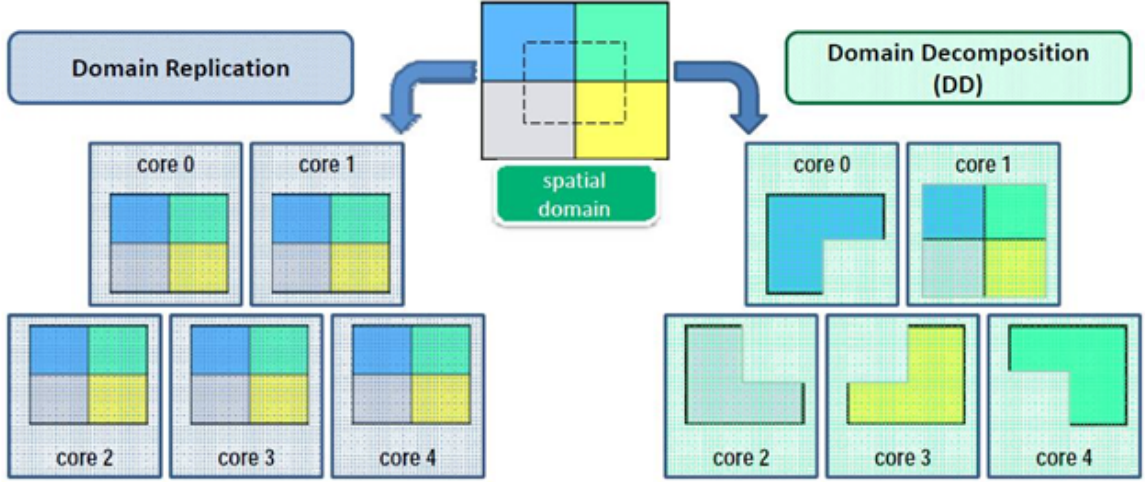 Domain Replication
Domain Decomposition
(DD)
spatial
domain
core 0
core 1
core 2
core 3
core 4
core 0
core 1
core 2
core 3
core 4